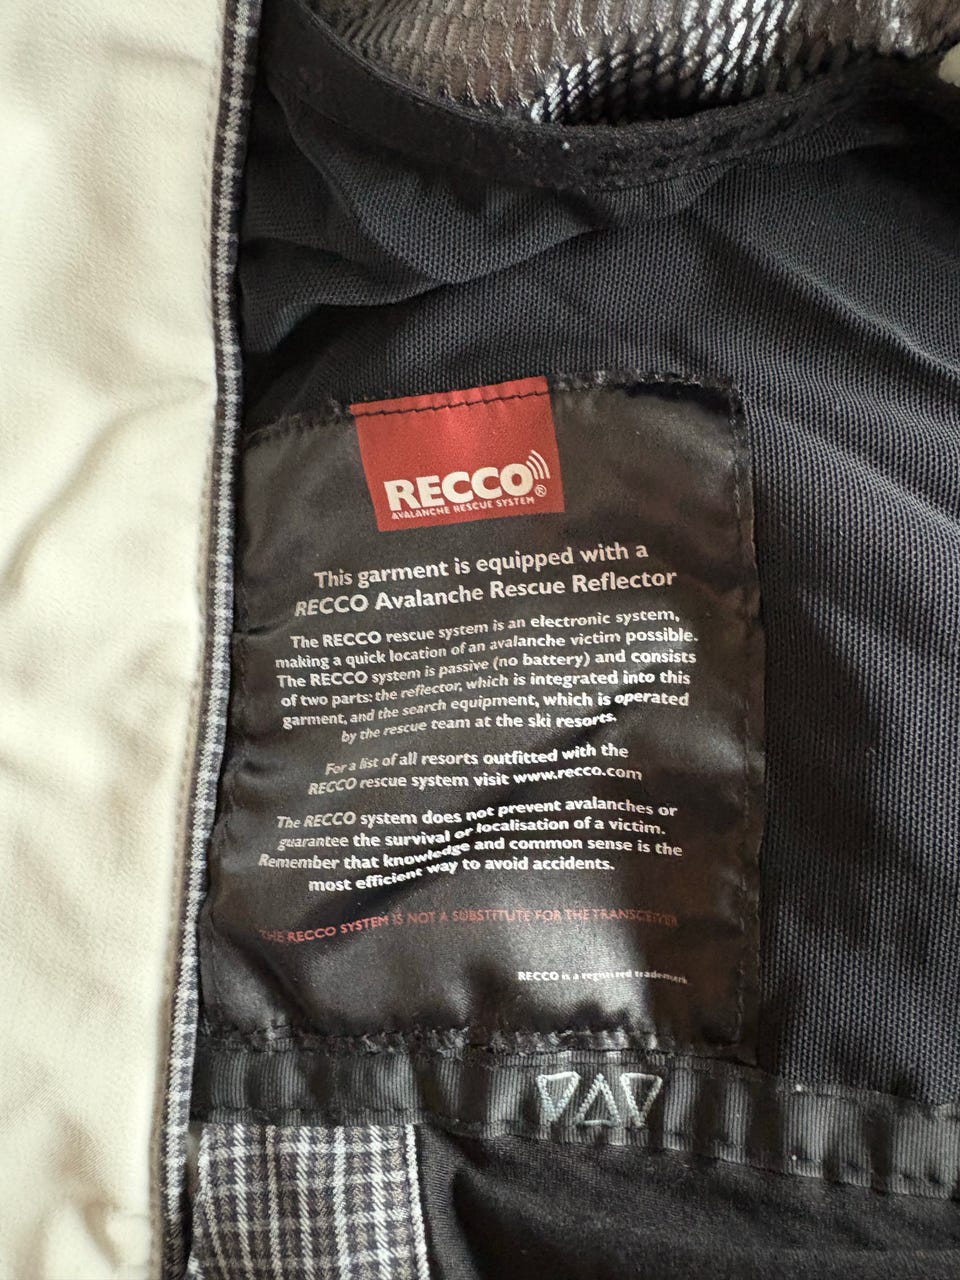 RECCO®
AVALANCHE RESCUE SYSTEM
This garment is equipped with a
RECCO Avalanche Rescue Reflector
The RECCO rescue system is an electronic system,
making a quick location of an avalanche victim possible.
The RECCO system is passive (no battery) and consists
of two parts: the reflector, which is integrated into this
garment, and the search equipment, which is operated
by the rescue team at the ski resorts.
For a list of all resorts outfitted with the
RECCO rescue system visit www.recco.com
The RECCO system does not prevent avalanches or
guarantee the survival or localisation of a victim.
Remember that knowledge and common sense is the
most efficient way to avoid accidents.
THE RECCO SYSTEM IS NOT A SUBSTITUTE FOR THE TRANSCEIVER
RECCO is a registered trademark